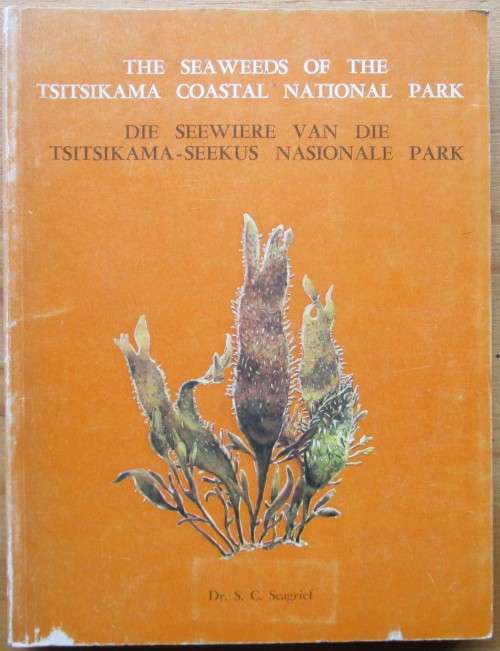 THE SEAWEEDS OF THE
TSITSIKAMA COASTAL NATIONAL PARK
DIE SEEWIERE VAN DIE
TSITSIKAMA-SEEKUS NASIONALE PARK
Dr. S. C. Seagrief